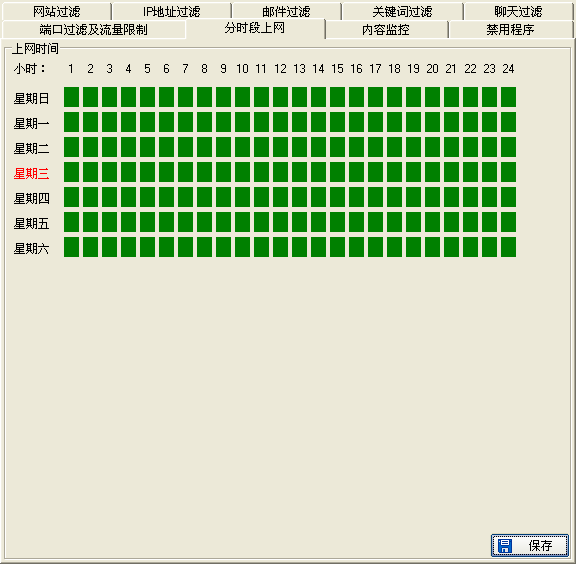 网站过滤 IP地址过滤 邮件过滤 关键词过滤 聊天过滤
端口过滤及流量限制 分时段上网 内容监控 禁用程序
上网时间
小时： 1 2 3 4 5 6 7 8 9 10 11 12 13 14 15 16 17 18 19 20 21 22 23 24
星期日
星期一
星期二
星期三
星期四
星期五
星期六
保存